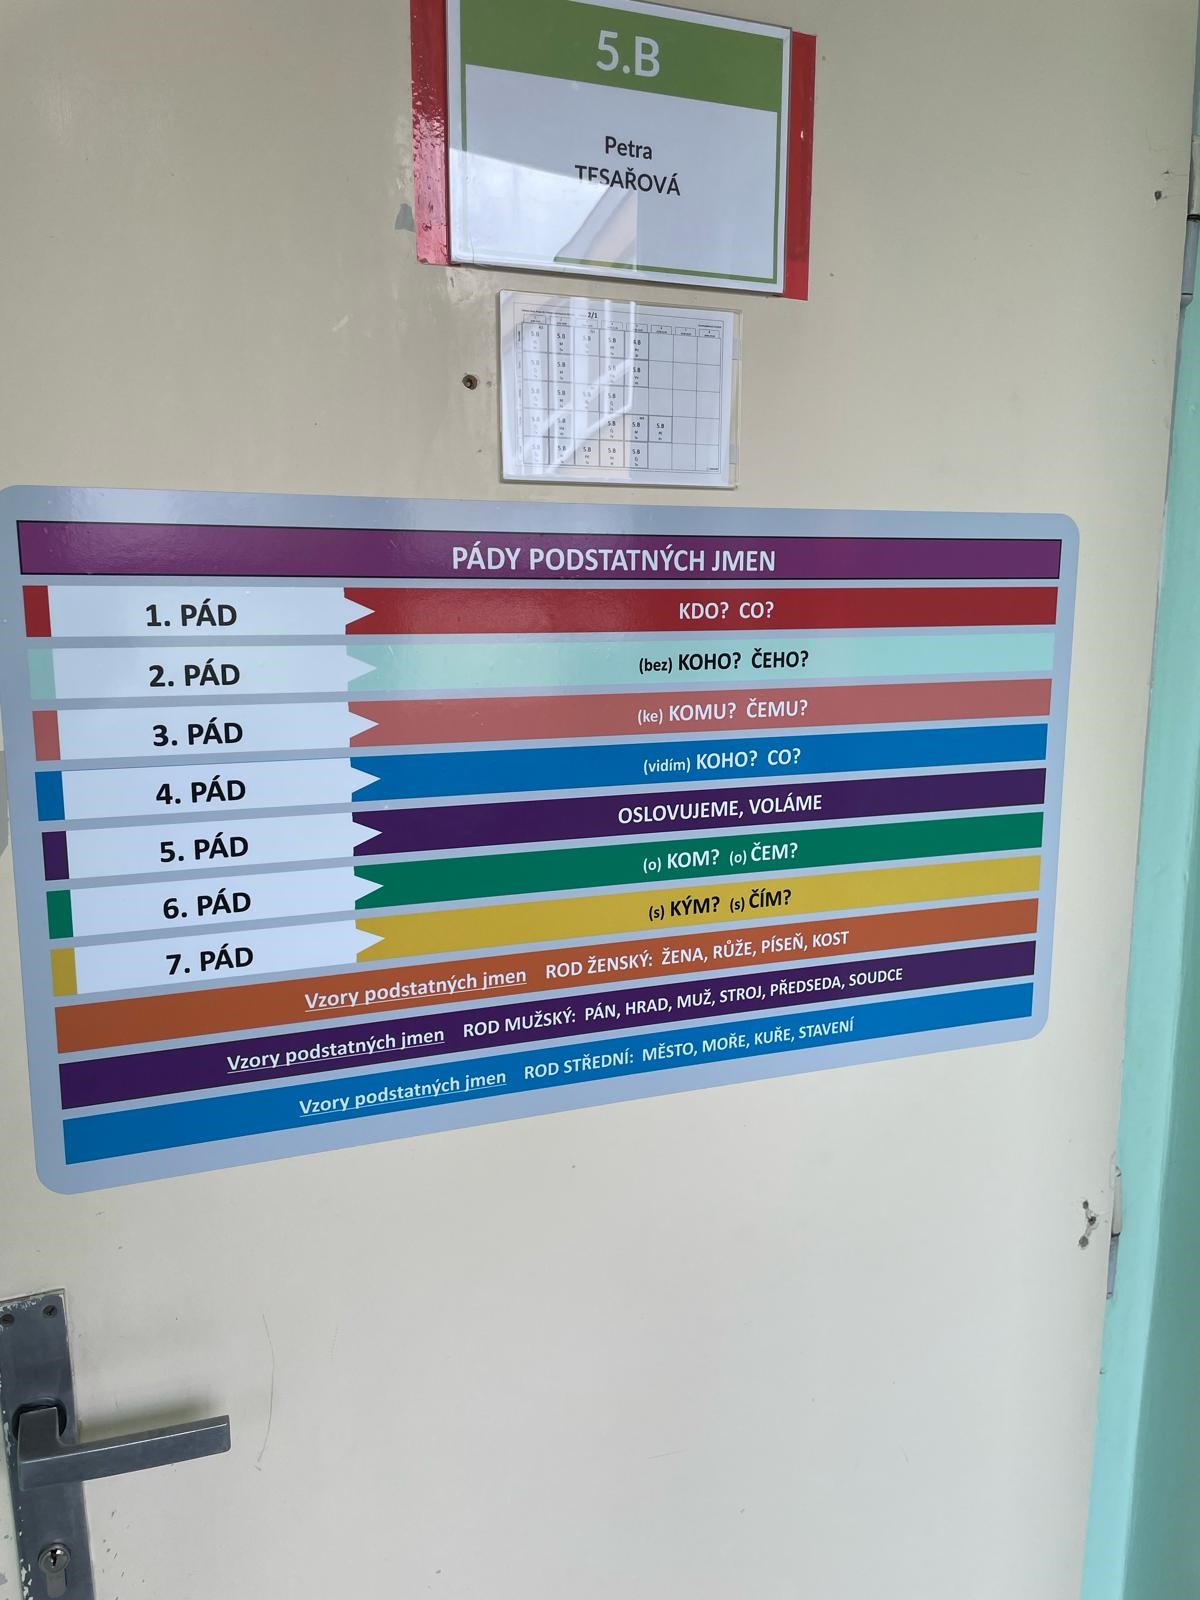 5.B
Petra
TESAŘOVÁ
2/1
PÁDY PODSTATNÝCH JMEN
1. PÁD KDO? CO?
2. PÁD (bez) KOHO? ČEHO?
3. PÁD (ke) KOMU? ČEMU?
4. PÁD (vidím) KOHO? CO?
5. PÁD OSLOVUJEME, VOLÁME
6. PÁD (o) KOM? (o) ČEM?
7. PÁD (s) KÝM? (s) ČÍM?
Vzory podstatných jmen ROD ŽENSKÝ: ŽENA, RŮŽE, PÍSEŇ, KOST
Vzory podstatných jmen ROD MUŽSKÝ: PÁN, HRAD, MUŽ, STROJ, PŘEDSEDA, SOUDCE
Vzory podstatných jmen ROD STŘEDNÍ: MĚSTO, MOŘE, KUŘE, STAVENÍ